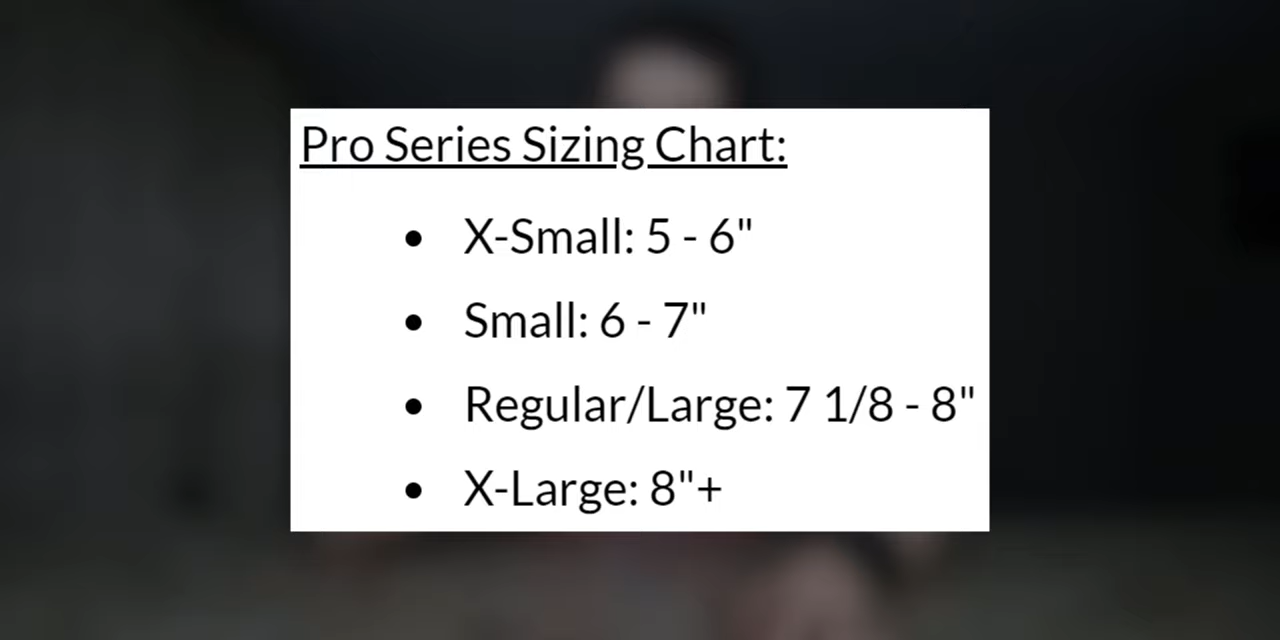 Pro Series Sizing Chart:
• X-Small: 5 - 6"
• Small: 6 - 7"
• Regular/Large: 7 1/8 - 8"
• X-Large: 8"+